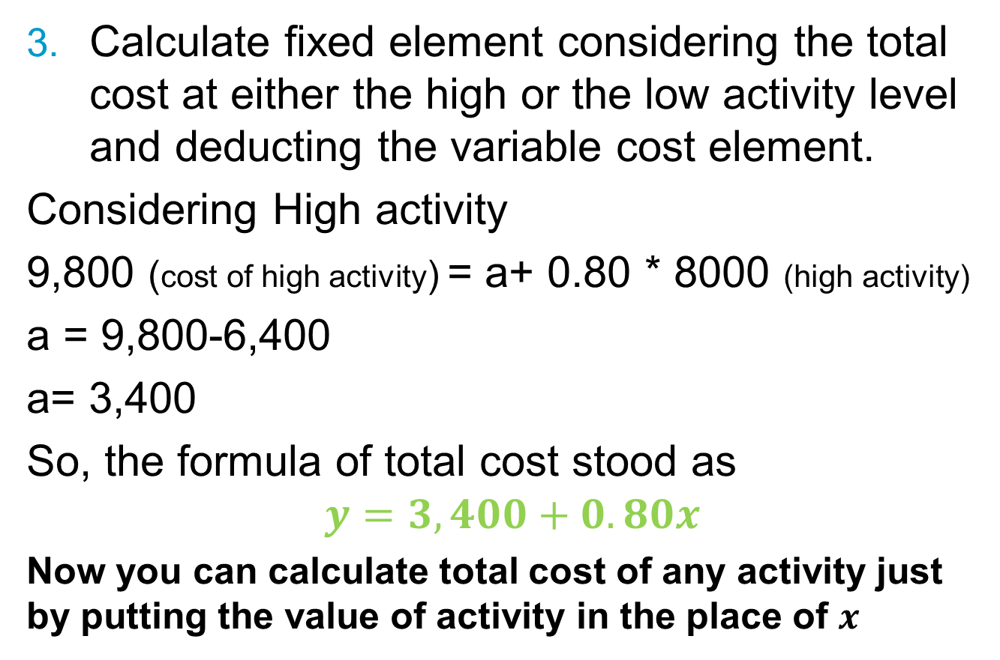 3. Calculate fixed element considering the total
cost at either the high or the low activity level
and deducting the variable cost element.
Considering High activity
9,800 (cost of high activity) = a+ 0.80 * 8000 (high activity)
a = 9,800-6,400
a= 3,400
So, the formula of total cost stood as
𝒚 = 𝟑, 𝟒𝟎𝟎 + 𝟎. 𝟖𝟎𝒙
Now you can calculate total cost of any activity just
by putting the value of activity in the place of 𝒙